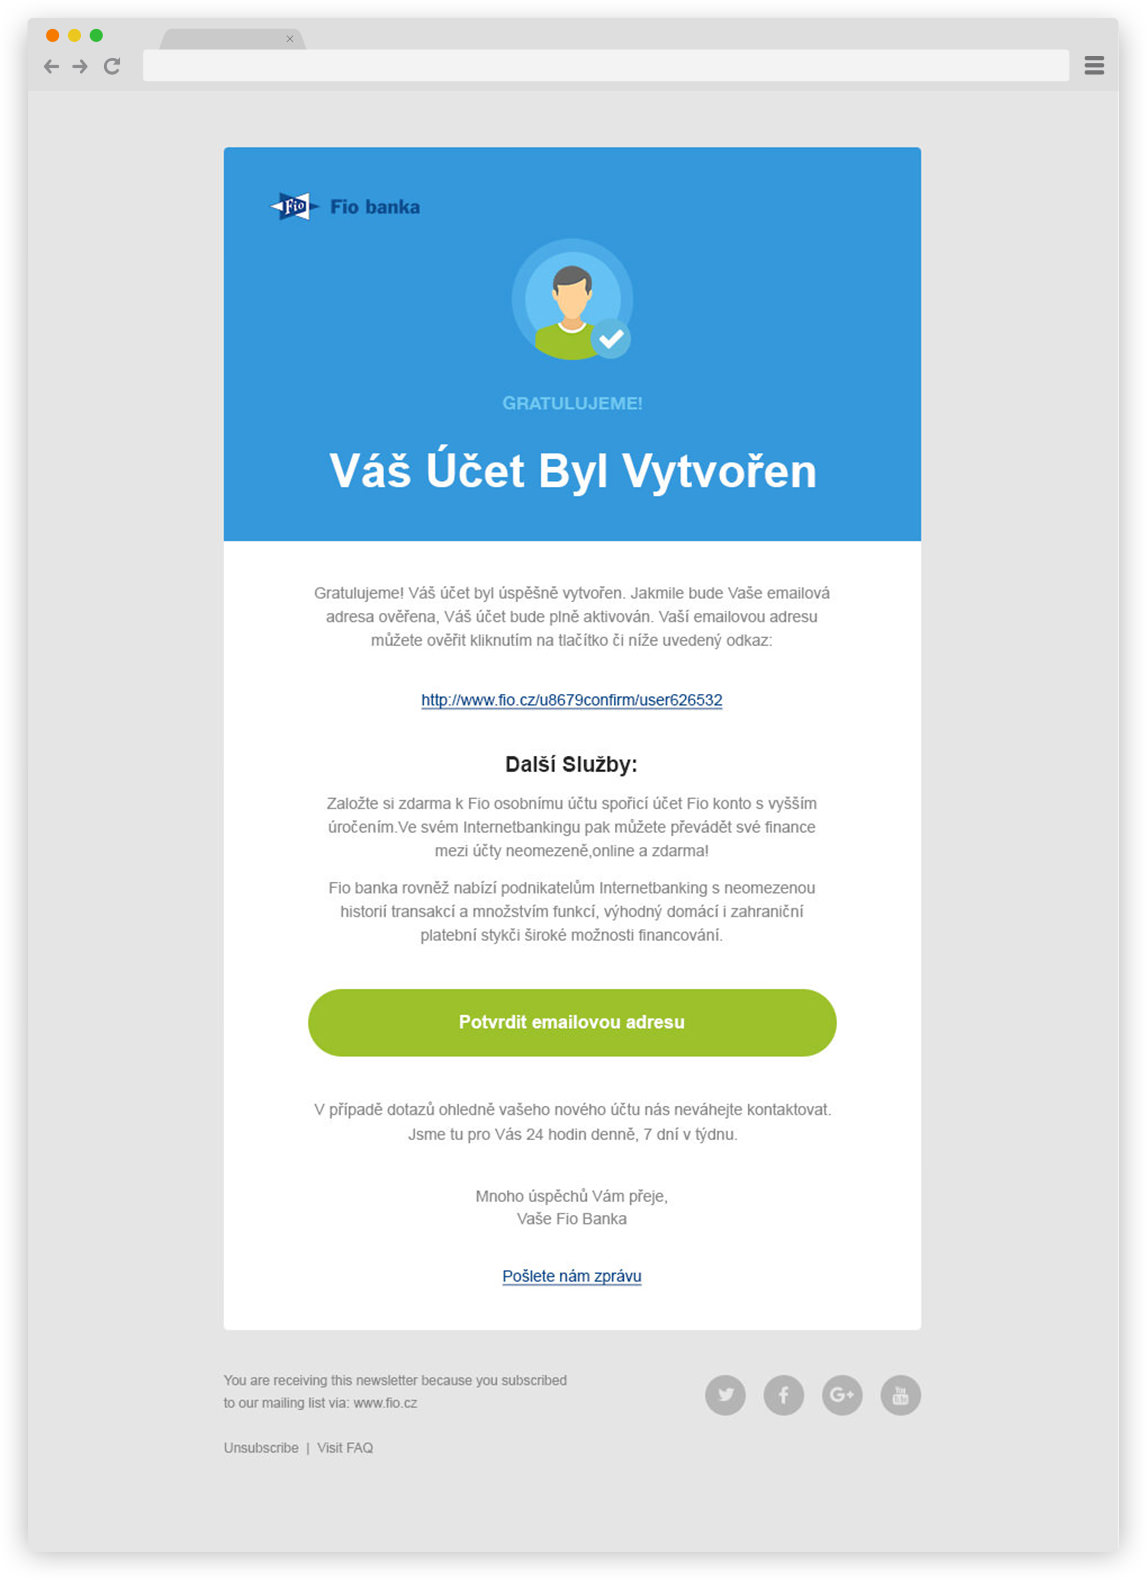 Fio Fio banka
GRATULUJEME!
Váš Účet Byl Vytvořen
Gratulujeme! Váš účet byl úspěšně vytvořen. Jakmile bude Vaše emailová
adresa ověřena, Váš účet bude plně aktivován. Vaší emailovou adresu
můžete ověřit kliknutím na tlačítko či níže uvedený odkaz:
http://www.fio.cz/u8679confirm/user626532
Další Služby:
Založte si zdarma k Fio osobnímu účtu spořicí účet Fio konto s vyšším
úročením.Ve svém Internetbankingu pak můžete převádět své finance
mezi účty neomezeně,online a zdarma!
Fio banka rovněž nabízí podnikatelům Internetbanking s neomezenou
historií transakcí a množstvím funkcí, výhodný domácí i zahraniční
platební stykči široké možnosti financování.
Potvrdit emailovou adresu
V případě dotazů ohledně vašeho nového účtu nás neváhejte kontaktovat.
Jsme tu pro Vás 24 hodin denně, 7 dní v týdnu.
Mnoho úspěchů Vám přeje,
Vaše Fio Banka
Pošlete nám zprávu
You are receiving this newsletter because you subscribed
to our mailing list via: www.fio.cz
Unsubscribe | Visit FAQ
G+
You Tube